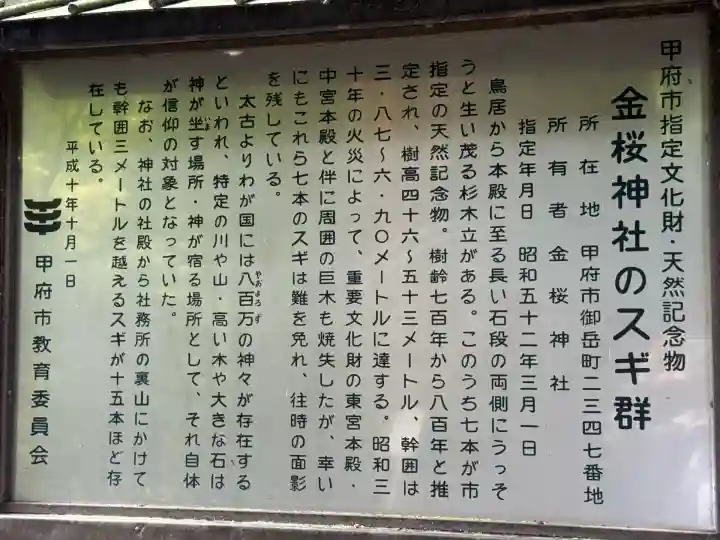 甲府市指定文化財・天然記念物
金桜神社のスギ群
所在地　甲府市御岳町二三四七番地
所有者　金桜神社
指定年月日　昭和五十二年三月一日
鳥居から本殿に至る長い石段の両側にうっそ
うと生い茂る杉木立がある。このうち七本が市
指定の天然記念物。樹齢七百年から八百年と推
定され、樹高四十六〜五十三メートル、幹囲は
三・八七〜六・九〇メートルに達する。昭和三
十年の火災によって、重要文化財の東宮本殿・
中宮本殿と伴に周囲の巨木も焼失したが、幸い
にもこれら七本のスギは難を免れ、往時の面影
を残している。
太古よりわが国には八百万の神々が存在する
やおよろず
といわれ、特定の川や山・高い木や大きな石は
神が坐す場所・神が宿る場所として、それ自体
いま
が信仰の対象となっていた。
なお、神社の社殿から社務所の裏山にかけて
も幹囲三メートルを越えるスギが十五本ほど存
在している。
平成十年十月一日
甲府市教育委員会